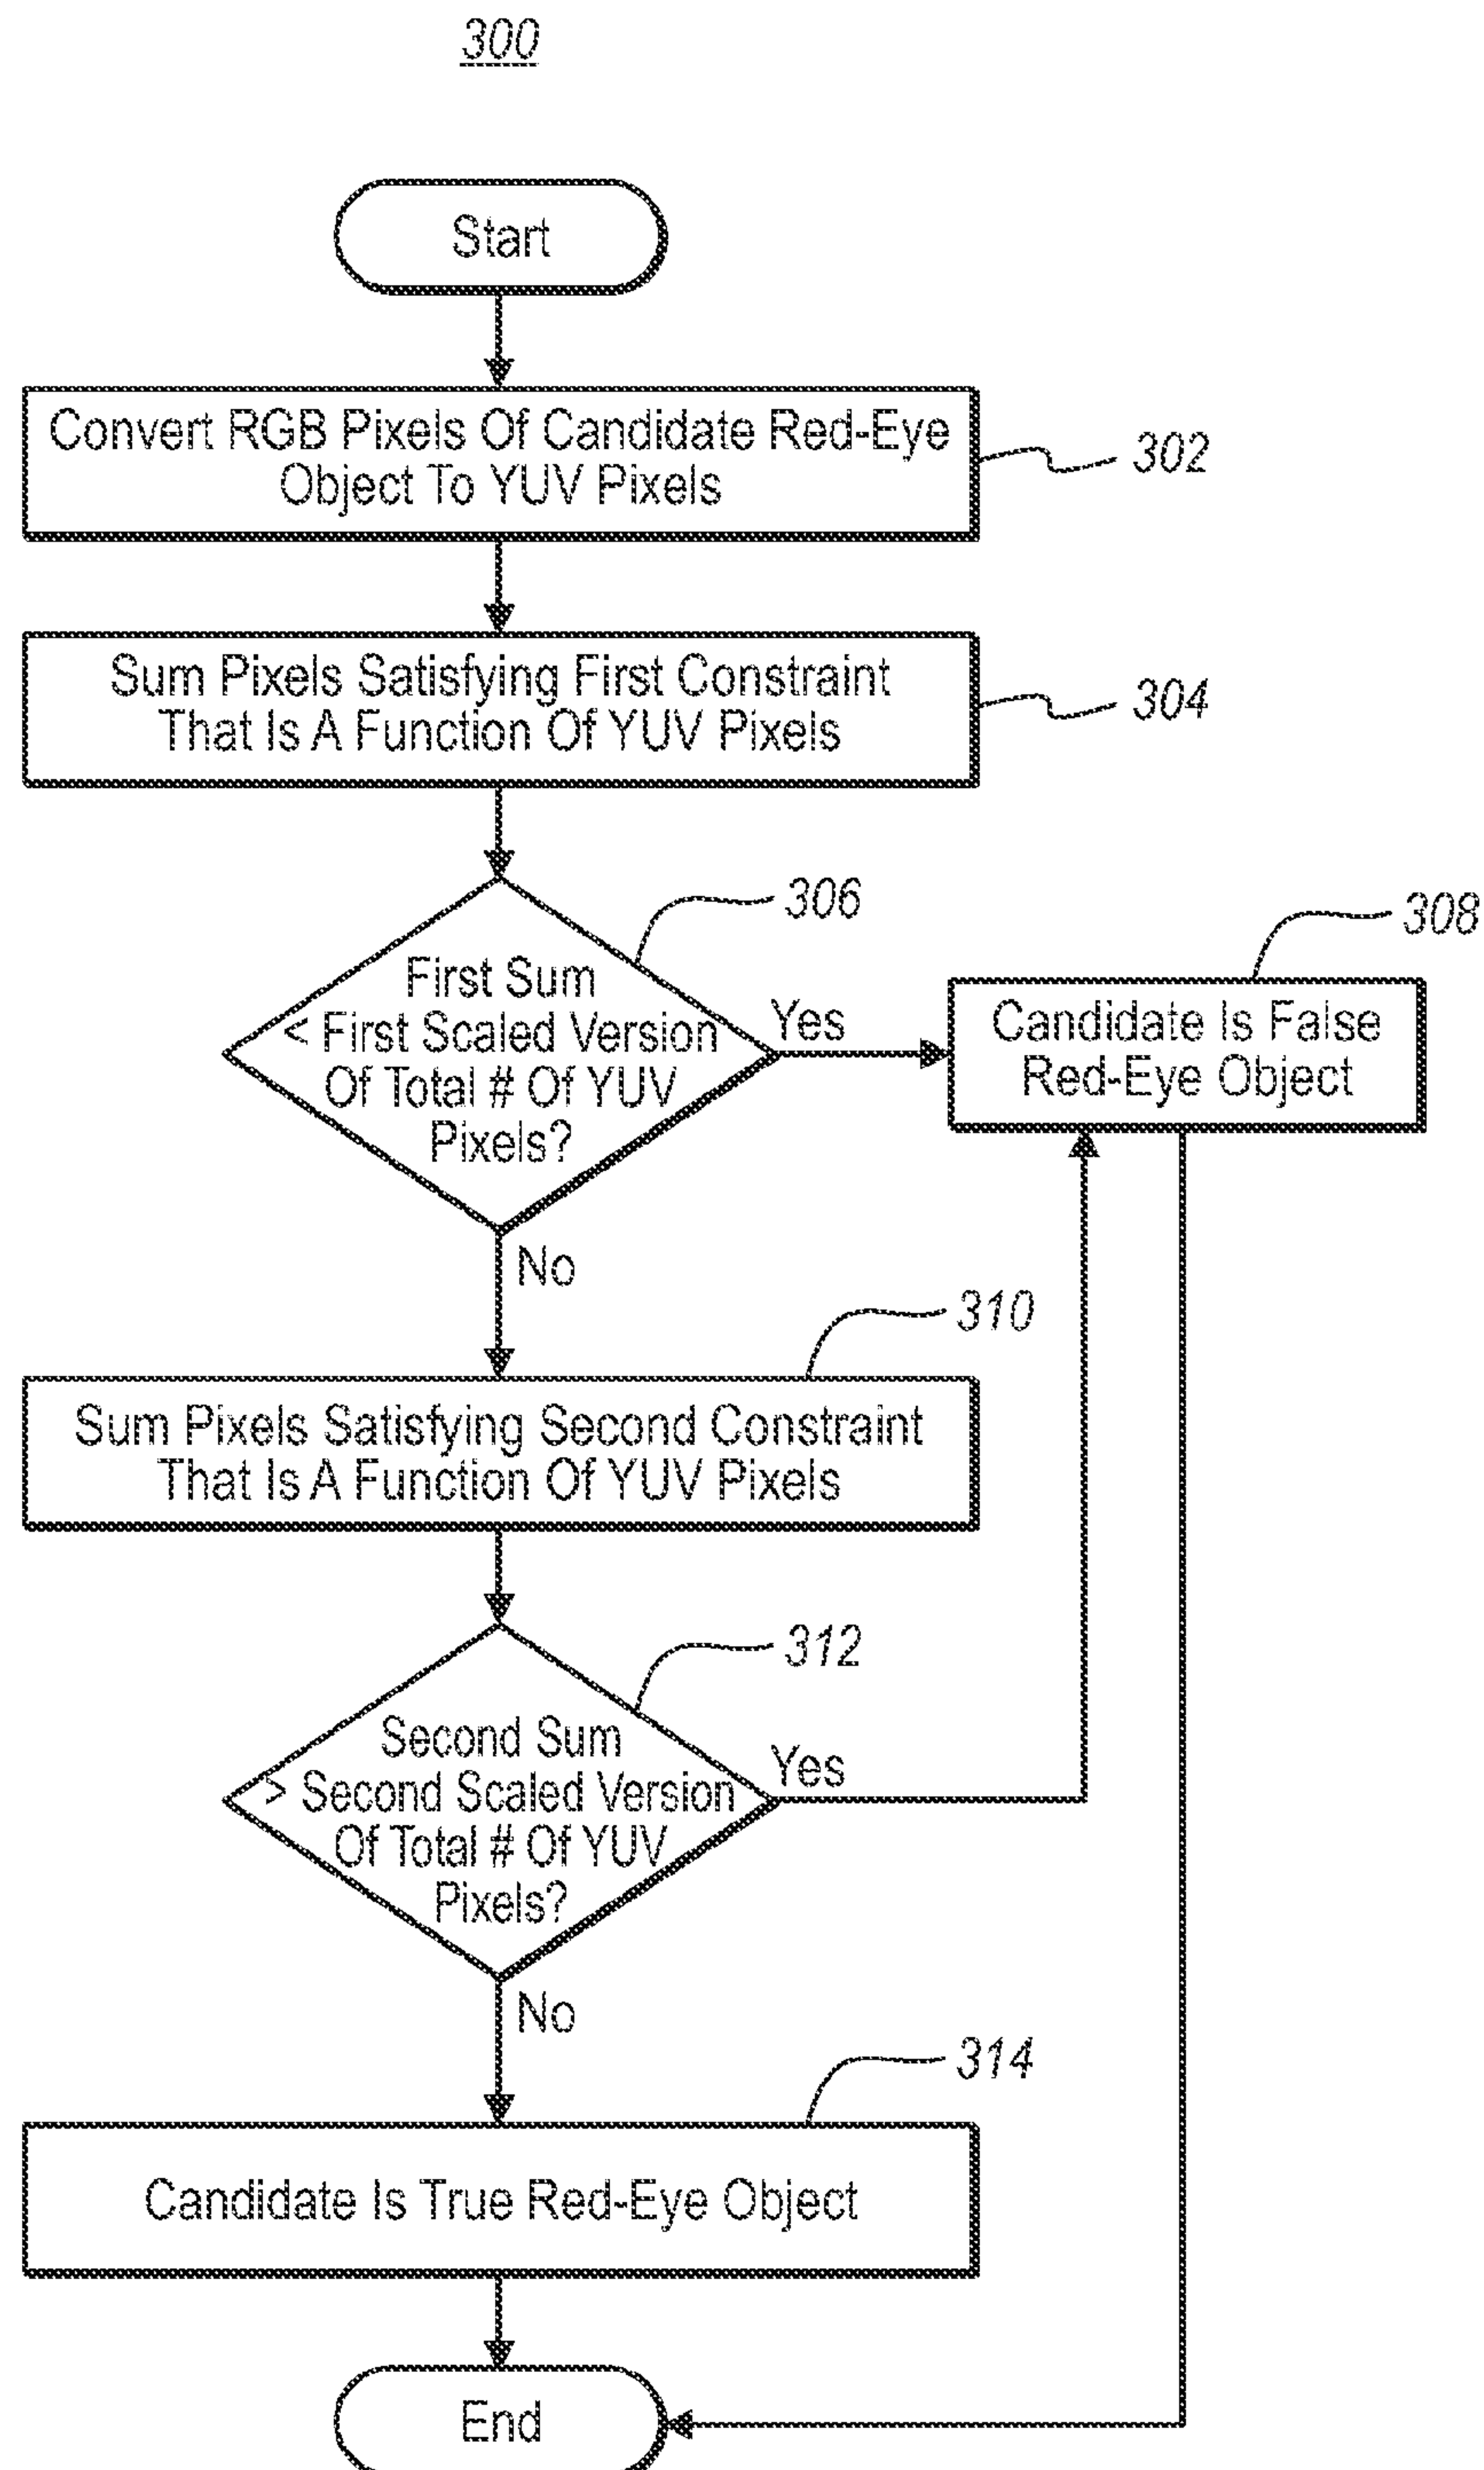 300
Start
Convert RGB Pixels Of Candidate Red-Eye
Object To YUV Pixels
302
Sum Pixels Satisfying First Constraint
That Is A Function Of YUV Pixels
304
306
First Sum
< First Scaled Version
Of Total # Of YUV
Pixels?
Yes
308
Candidate Is False
Red-Eye Object
No
310
Sum Pixels Satisfying Second Constraint
That Is A Function Of YUV Pixels
312
Second Sum
> Second Scaled Version
Of Total # Of YUV
Pixels?
Yes
No
314
Candidate Is True Red-Eye Object
End